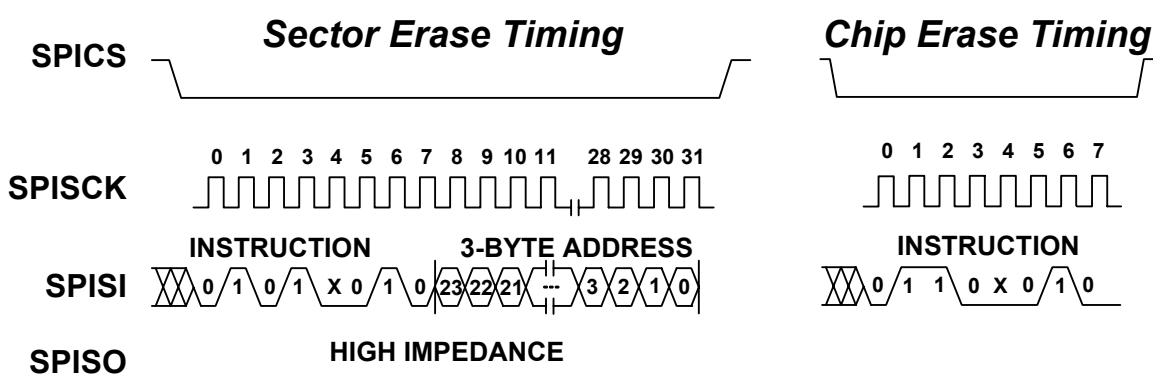 Sector Erase Timing Chip Erase Timing
SPICS
0 1 2 3 4 5 6 7 8 9 10 11 28 29 30 31 0 1 2 3 4 5 6 7
SPISCK
INSTRUCTION 3-BYTE ADDRESS INSTRUCTION
SPISI 0 1 0 1 X 0 1 0 23 22 21 --- 3 2 1 0 0 1 1 0 X 0 1 0
HIGH IMPEDANCE
SPISO